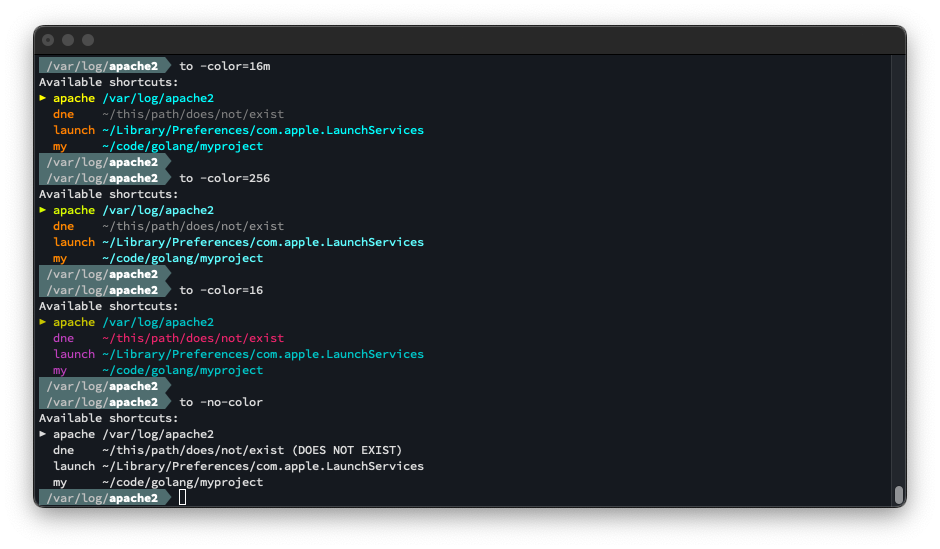 /var/log/apache2 to -color=16m
Available shortcuts:
▶ apache /var/log/apache2
  dne    ~/this/path/does/not/exist
  launch ~/Library/Preferences/com.apple.LaunchServices
  my     ~/code/golang/myproject
/var/log/apache2
/var/log/apache2 to -color=256
Available shortcuts:
▶ apache /var/log/apache2
  dne    ~/this/path/does/not/exist
  launch ~/Library/Preferences/com.apple.LaunchServices
  my     ~/code/golang/myproject
/var/log/apache2
/var/log/apache2 to -color=16
Available shortcuts:
▶ apache /var/log/apache2
  dne    ~/this/path/does/not/exist
  launch ~/Library/Preferences/com.apple.LaunchServices
  my     ~/code/golang/myproject
/var/log/apache2
/var/log/apache2 to -no-color
Available shortcuts:
▶ apache /var/log/apache2
  dne    ~/this/path/does/not/exist (DOES NOT EXIST)
  launch ~/Library/Preferences/com.apple.LaunchServices
  my     ~/code/golang/myproject
/var/log/apache2